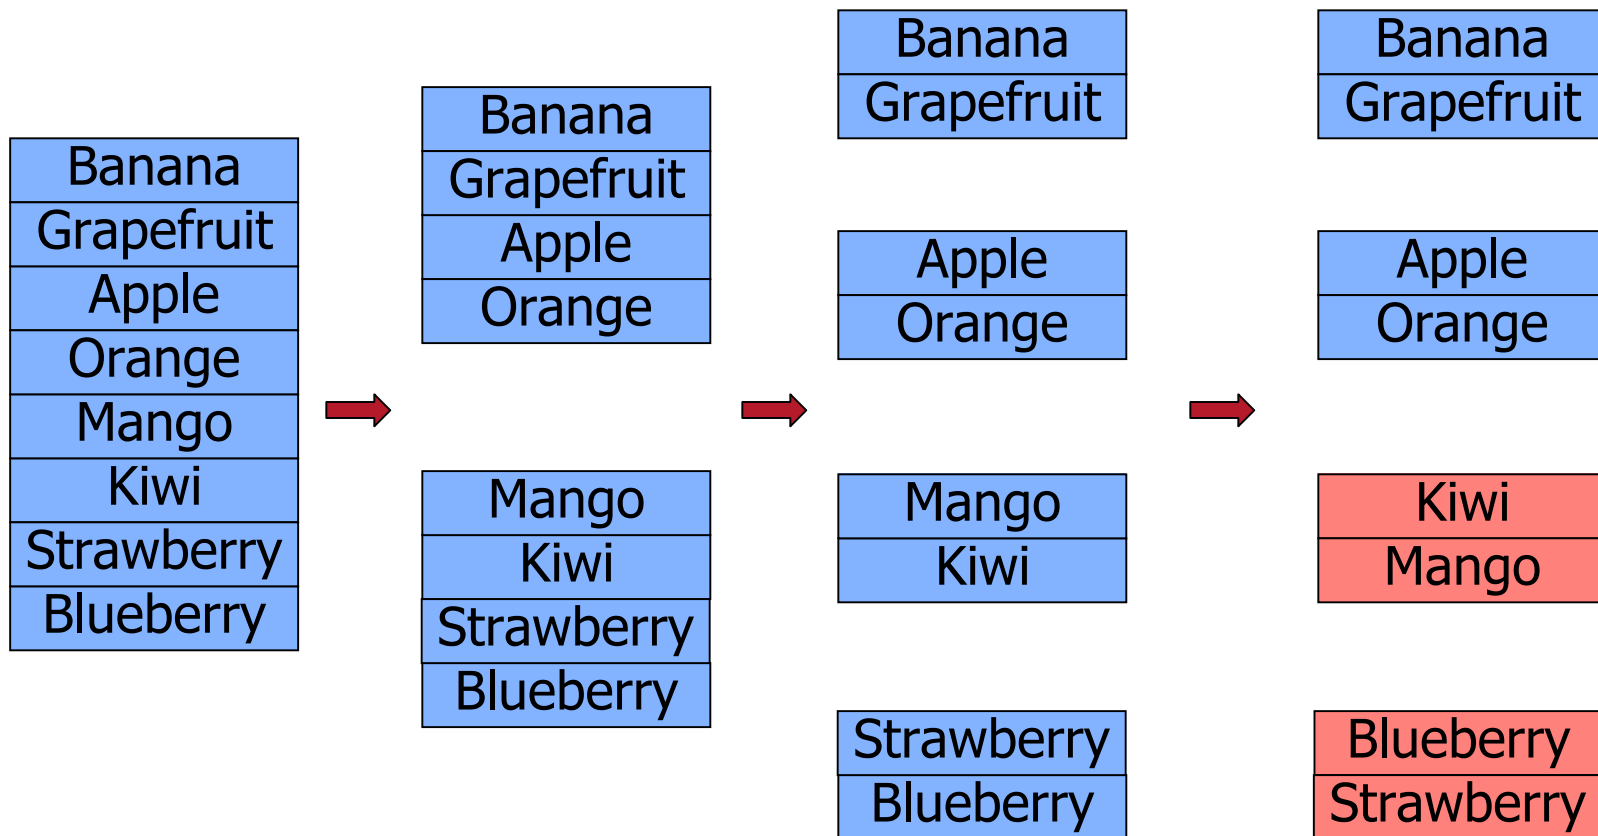 Banana
Grapefruit
Apple
Orange
Mango
Kiwi
Strawberry
Blueberry
Banana
Grapefruit
Apple
Orange
Mango
Kiwi
Strawberry
Blueberry
Banana
Grapefruit
Apple
Orange
Mango
Kiwi
Strawberry
Blueberry
Banana
Grapefruit
Apple
Orange
Kiwi
Mango
Blueberry
Strawberry